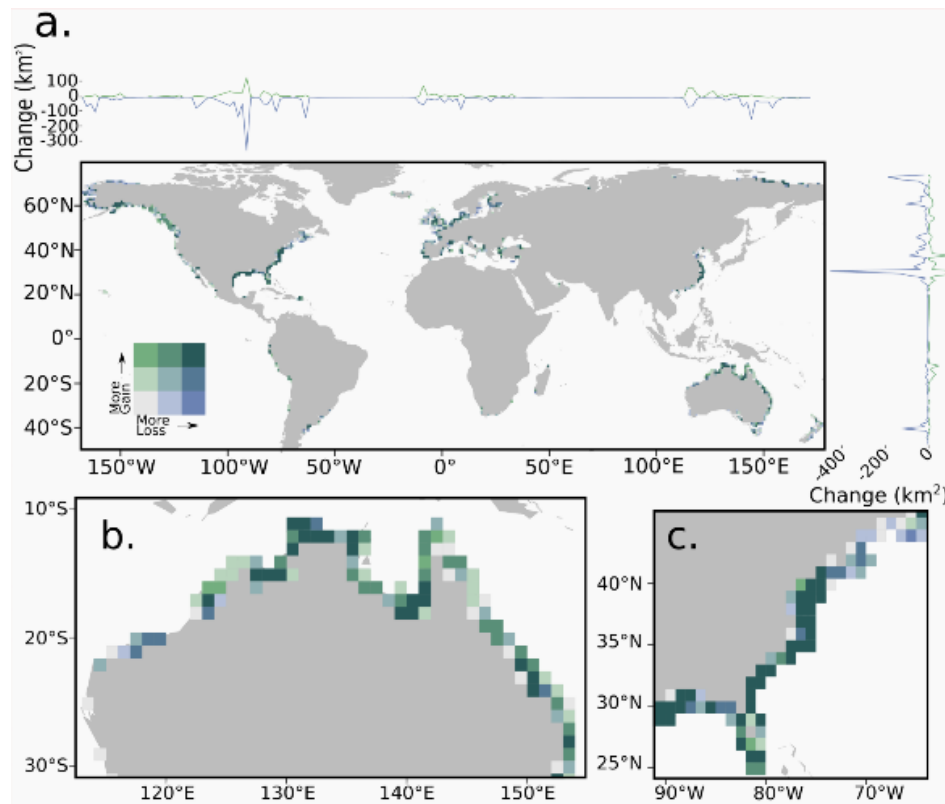 a.
Change (km²)
100
0
-100
-200
-300
60°N
40°N
20°N
0°
20°S
40°S
More Gain
More Loss
150°W 100°W 50°W 0° 50°E 100°E 150°E
-400 -200 0
Change (km²)
b.
10°S
20°S
30°S
120°E 130°E 140°E 150°E
c.
40°N
35°N
30°N
25°N
90°W 80°W 70°W